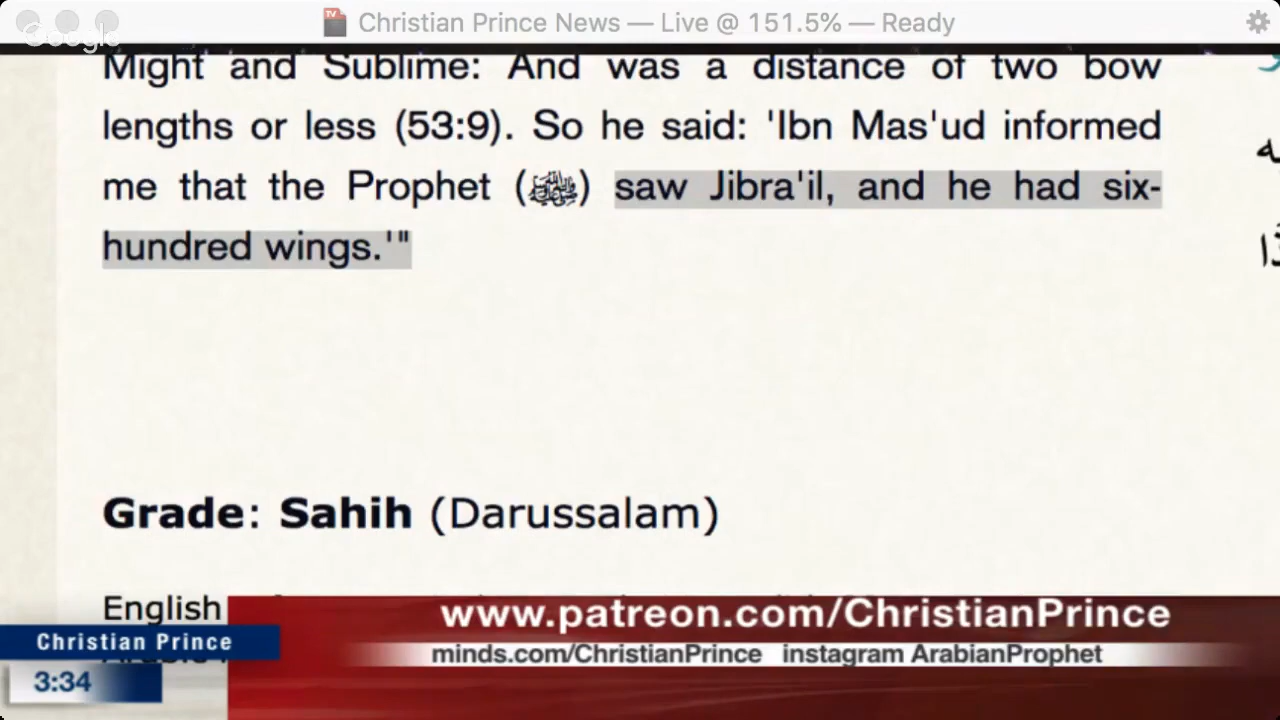 Christian Prince News — Live @ 151.5% — Ready
Google
Might and Sublime: And was a distance of two bow
lengths or less (53:9). So he said: 'Ibn Mas'ud informed
me that the Prophet (ﷺ) saw Jibra'il, and he had six-
hundred wings.'"
Grade: Sahih (Darussalam)
English
www.patreon.com/ChristianPrince
Christian Prince
minds.com/ChristianPrince instagram ArabianProphet
3:34